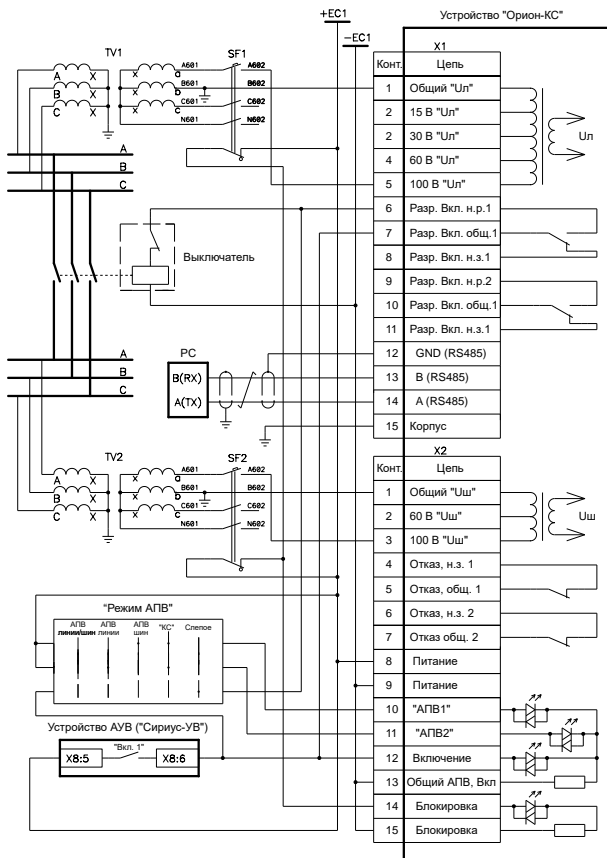 +EC1
Устройство "Орион-КС"
−EC1
TV1
SF1
A601
A602
B601
B602
C601
C602
N601
N602
A
X
x
a
B
X
x
b
C
X
x
c
A
B
C
Выключатель
X1
Конт.
Цепь
1
Общий "Uл"
2
15 В "Uл"
2
30 В "Uл"
4
60 В "Uл"
5
100 В "Uл"
Uл
6
Разр. Вкл. н.р.1
7
Разр. Вкл. общ.1
8
Разр. Вкл. н.з.1
9
Разр. Вкл. н.р.2
10
Разр. Вкл. общ.1
11
Разр. Вкл. н.з.1
12
GND (RS485)
13
B (RS485)
14
A (RS485)
15
Корпус
A
B
C
PC
B(RX)
A(TX)
TV2
SF2
A601
A602
B601
B602
C601
C602
N601
N602
A
X
x
a
B
X
x
b
C
X
x
c
X2
Конт.
Цепь
1
Общий "Uш"
2
60 В "Uш"
3
100 В "Uш"
Uш
4
Отказ, н.з. 1
5
Отказ, общ. 1
6
Отказ, н.з. 2
7
Отказ общ. 2
8
Питание
9
Питание
10
"АПВ1"
11
"АПВ2"
12
Включение
13
Общий АПВ, Вкл
14
Блокировка
15
Блокировка
"Режим АПВ"
АПВ линии/шин
АПВ линии
АПВ шин
"КС"
Слепое
Устройство АУВ ("Сириус-УВ")
X8:5
"Вкл. 1"
X8:6